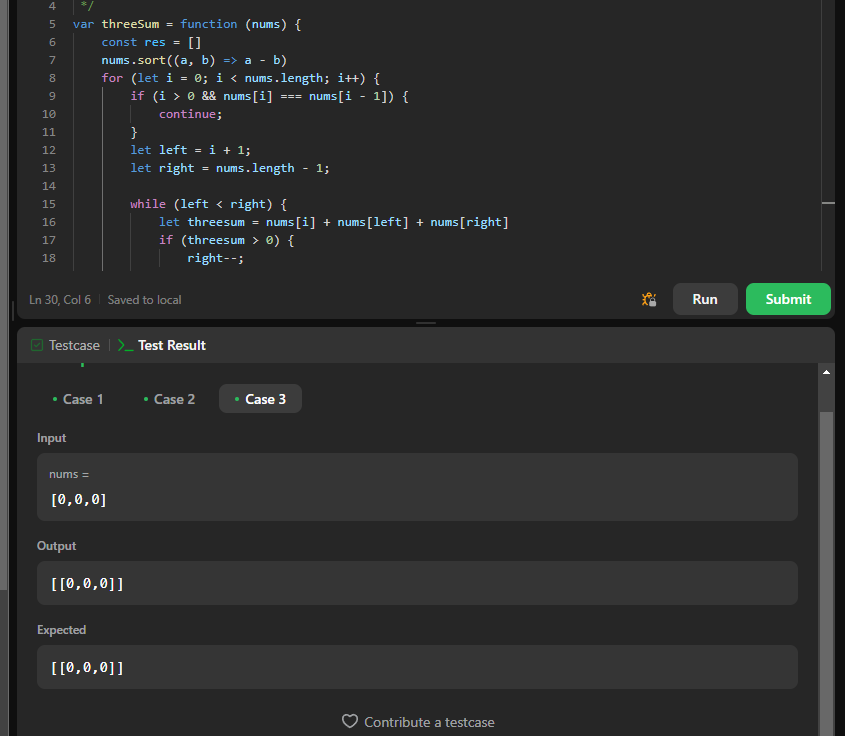 4 */
5 var threeSum = function (nums) {
6 const res = []
7 nums.sort((a, b) => a - b)
8 for (let i = 0; i < nums.length; i++) {
9 if (i > 0 && nums[i] === nums[i - 1]) {
10 continue;
11 }
12 let left = i + 1;
13 let right = nums.length - 1;
14
15 while (left < right) {
16 let threesum = nums[i] + nums[left] + nums[right]
17 if (threesum > 0) {
18 right--;
Ln 30, Col 6 Saved to local Run Submit
Testcase >_ Test Result
• Case 1 • Case 2 • Case 3
Input
nums =
[0,0,0]
Output
[[0,0,0]]
Expected
[[0,0,0]]
Contribute a testcase